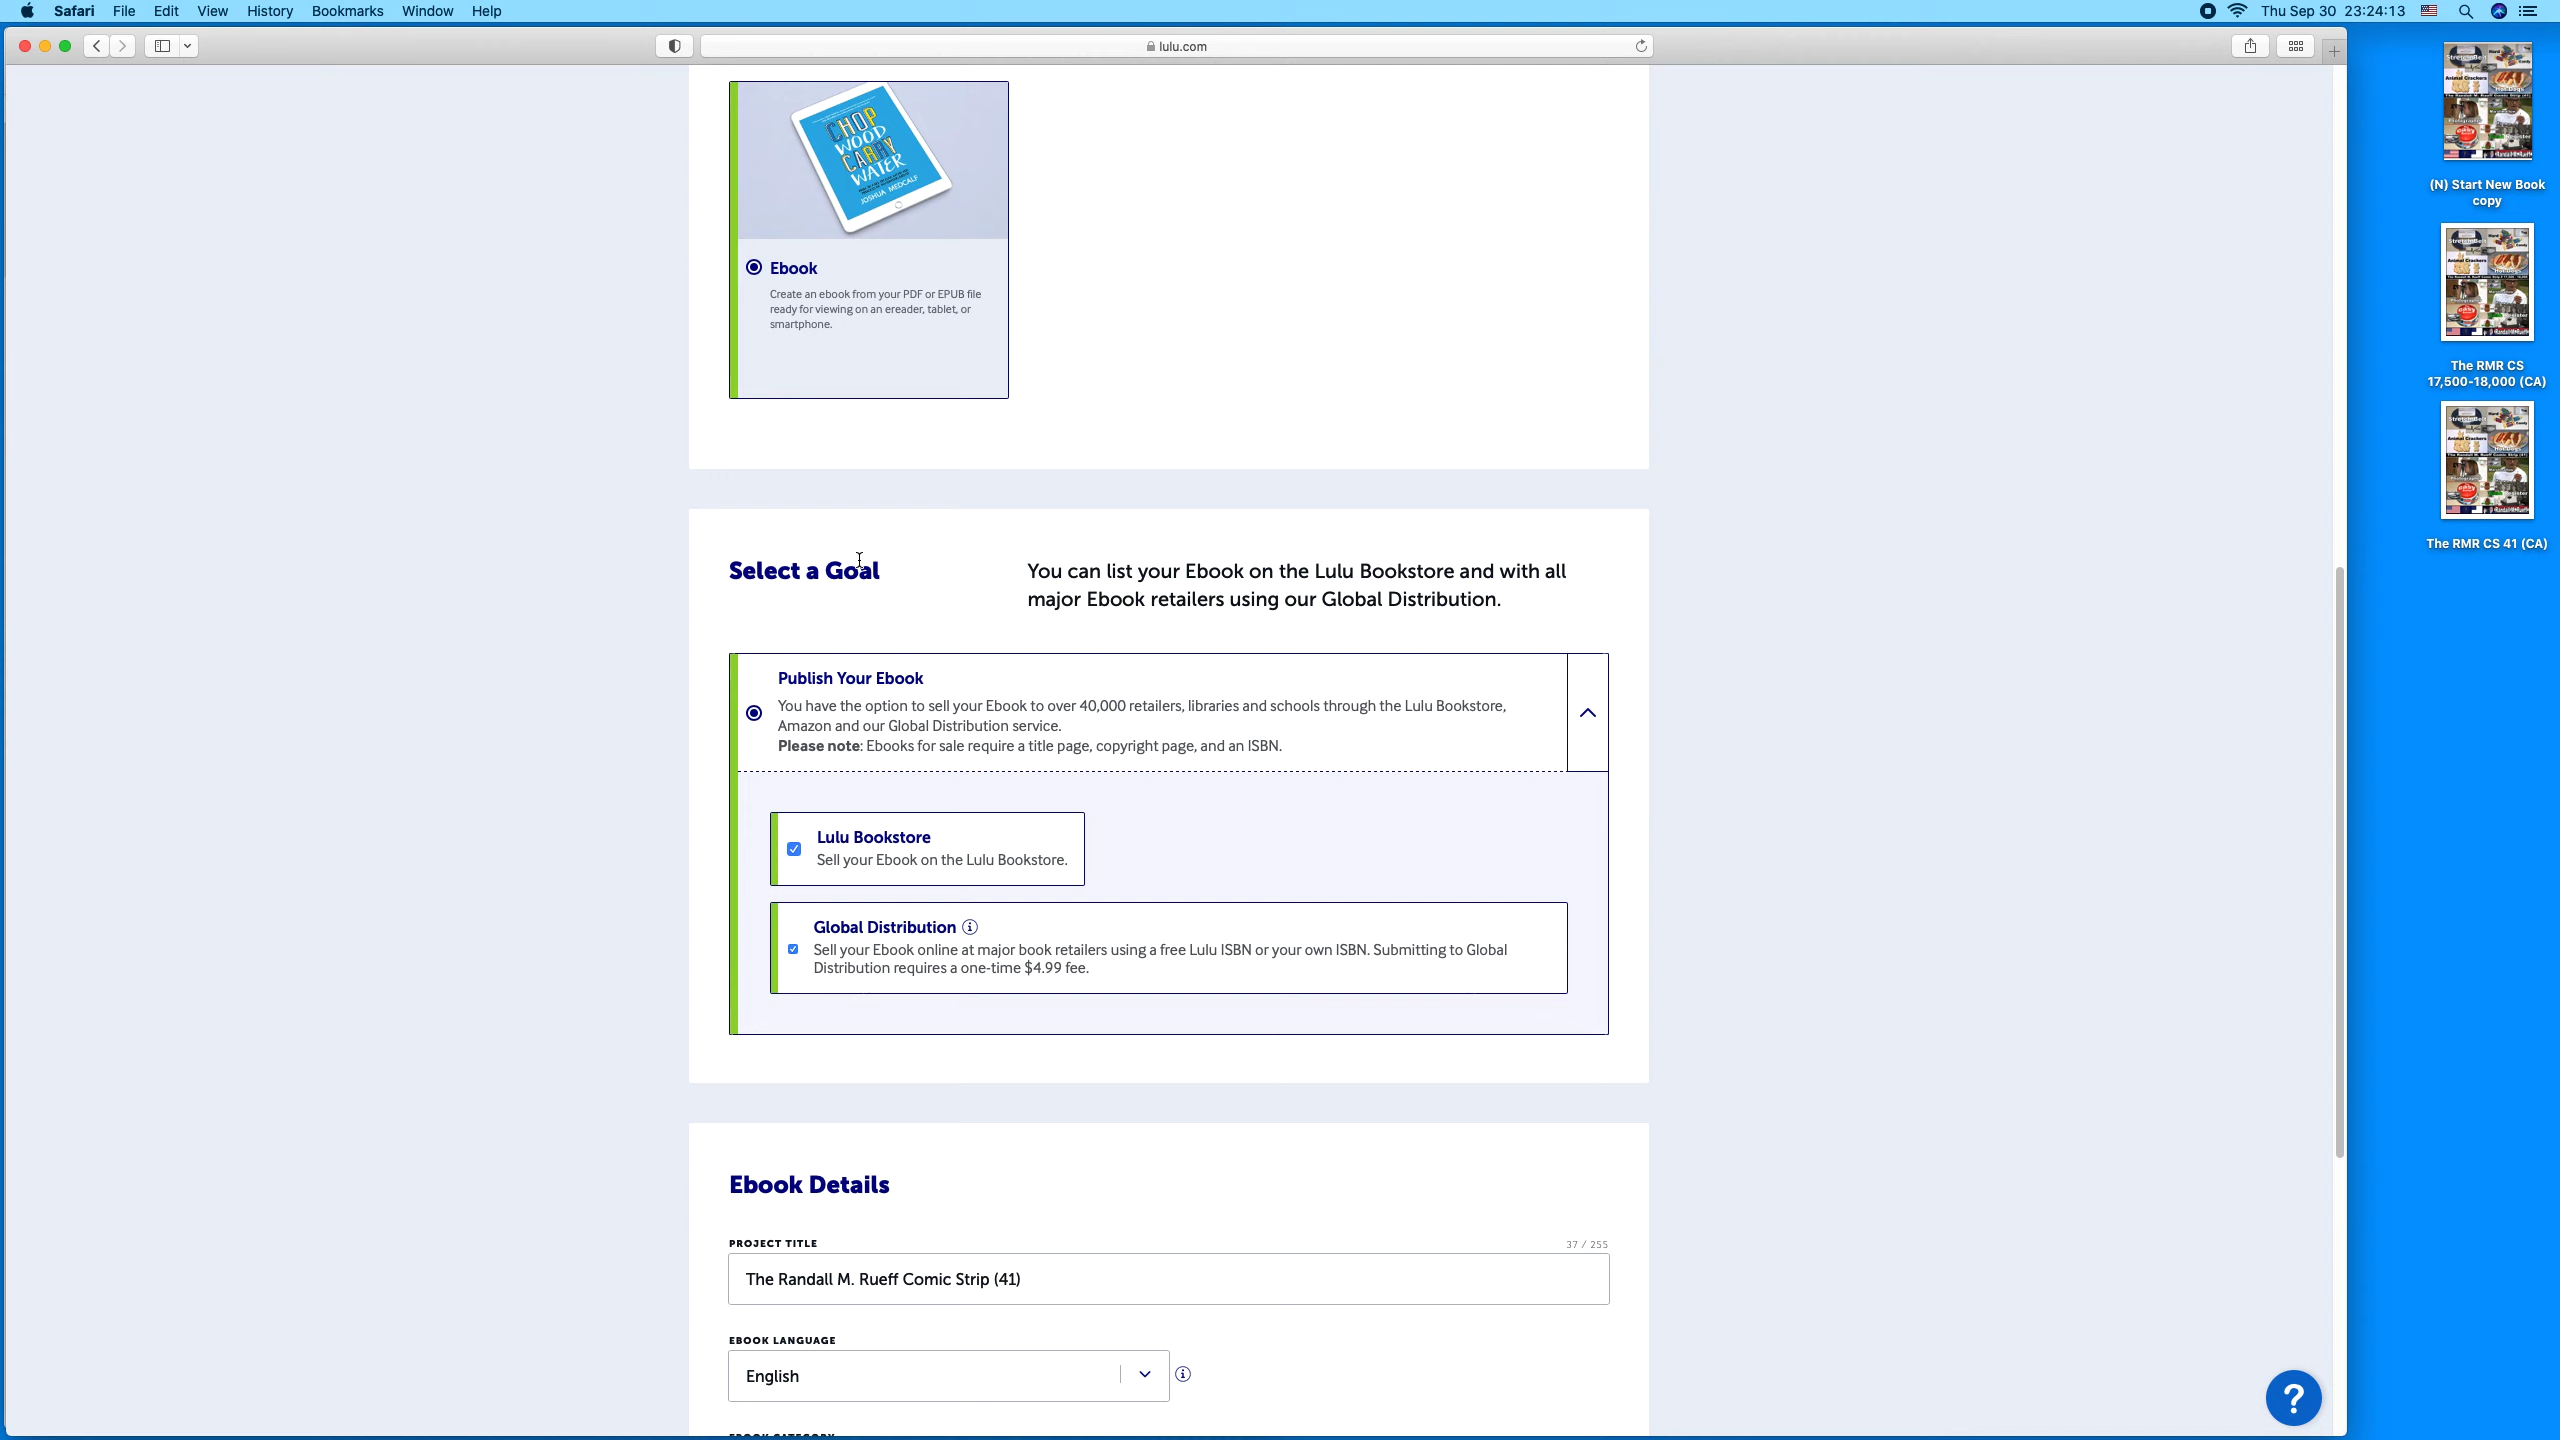 Safari File Edit View History Bookmarks Window Help
Thu Sep 30 23:24:13
lulu.com
CHOP
WOOD
CARRY
WATER
JOSHUA MEDCALF
Ebook
Create an ebook from your PDF or EPUB file
ready for viewing on an ereader, tablet, or
smartphone.
Select a Goal
You can list your Ebook on the Lulu Bookstore and with all
major Ebook retailers using our Global Distribution.
Publish Your Ebook
You have the option to sell your Ebook to over 40,000 retailers, libraries and schools through the Lulu Bookstore,
Amazon and our Global Distribution service.
Please note: Ebooks for sale require a title page, copyright page, and an ISBN.
Lulu Bookstore
Sell your Ebook on the Lulu Bookstore.
Global Distribution
Sell your Ebook online at major book retailers using a free Lulu ISBN or your own ISBN. Submitting to Global
Distribution requires a one-time $4.99 fee.
Ebook Details
PROJECT TITLE
37 / 255
The Randall M. Rueff Comic Strip (41)
EBOOK LANGUAGE
English
EBOOK CATEGORY
?
(N) Start New Book
copy
The RMR CS
17,500-18,000 (CA)
The RMR CS 41 (CA)